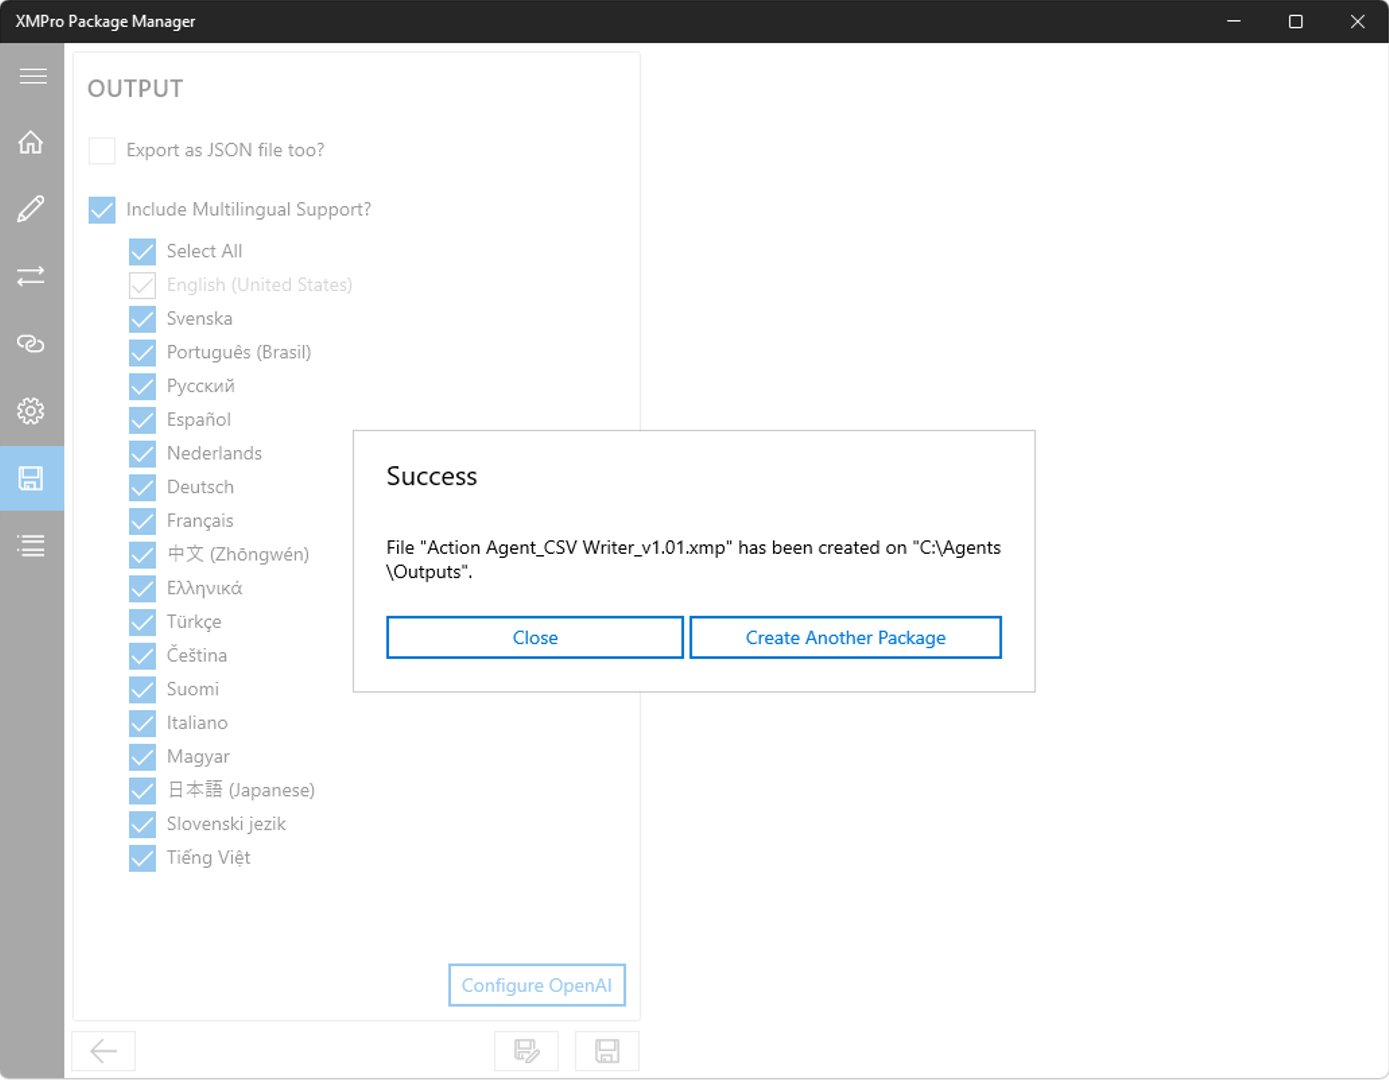 XMPro Package Manager
OUTPUT
Export as JSON file too?
Include Multilingual Support?
Select All
English (United States)
Svenska
Português (Brasil)
Русский
Español
Nederlands
Deutsch
Français
中文 (Zhōngwén)
Ελληνικά
Türkçe
Čeština
Suomi
Italiano
Magyar
日本語 (Japanese)
Slovenski jezik
Tiếng Việt
Configure OpenAI
Success
File "Action Agent_CSV Writer_v1.01.xmp" has been created on "C:\Agents
\Outputs".
Close
Create Another Package